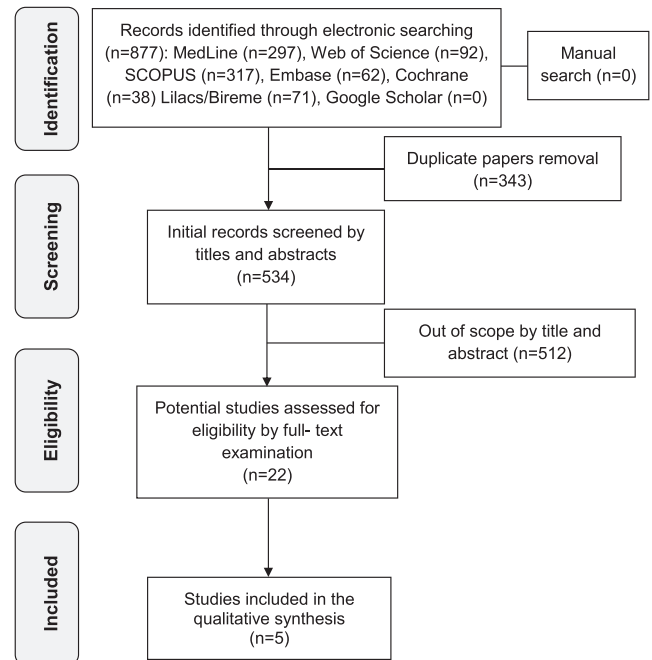 Identification
Records identified through electronic searching
(n=877): MedLine (n=297), Web of Science (n=92),
SCOPUS (n=317), Embase (n=62), Cochrane
(n=38) Lilacs/Bireme (n=71), Google Scholar (n=0)
Manual
search (n=0)
Duplicate papers removal
(n=343)
Screening
Initial records screened by
titles and abstracts
(n=534)
Out of scope by title and
abstract (n=512)
Eligibility
Potential studies assessed for
eligibility by full- text
examination
(n=22)
Included
Studies included in the
qualitative synthesis
(n=5)